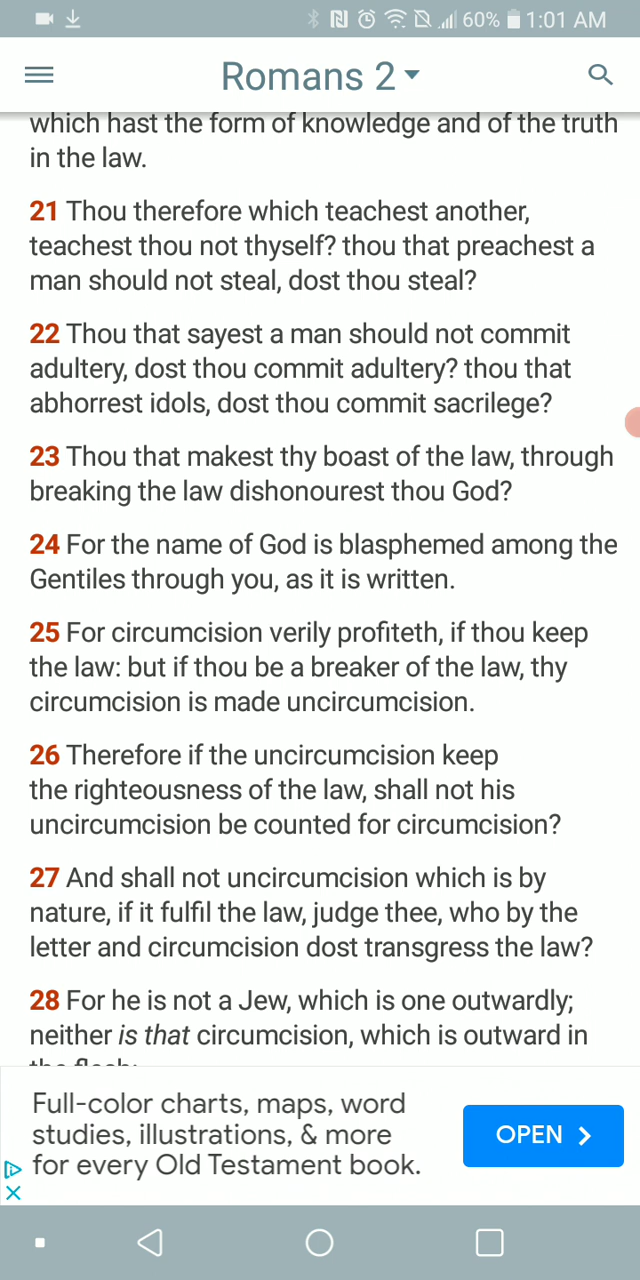 60% 1:01 AM
Romans 2
which hast the form of knowledge and of the truth
in the law.
21 Thou therefore which teachest another,
teachest thou not thyself? thou that preachest a
man should not steal, dost thou steal?
22 Thou that sayest a man should not commit
adultery, dost thou commit adultery? thou that
abhorrest idols, dost thou commit sacrilege?
23 Thou that makest thy boast of the law, through
breaking the law dishonourest thou God?
24 For the name of God is blasphemed among the
Gentiles through you, as it is written.
25 For circumcision verily profiteth, if thou keep
the law: but if thou be a breaker of the law, thy
circumcision is made uncircumcision.
26 Therefore if the uncircumcision keep
the righteousness of the law, shall not his
uncircumcision be counted for circumcision?
27 And shall not uncircumcision which is by
nature, if it fulfil the law, judge thee, who by the
letter and circumcision dost transgress the law?
28 For he is not a Jew, which is one outwardly;
neither is that circumcision, which is outward in
Full-color charts, maps, word
studies, illustrations, & more
for every Old Testament book.
OPEN